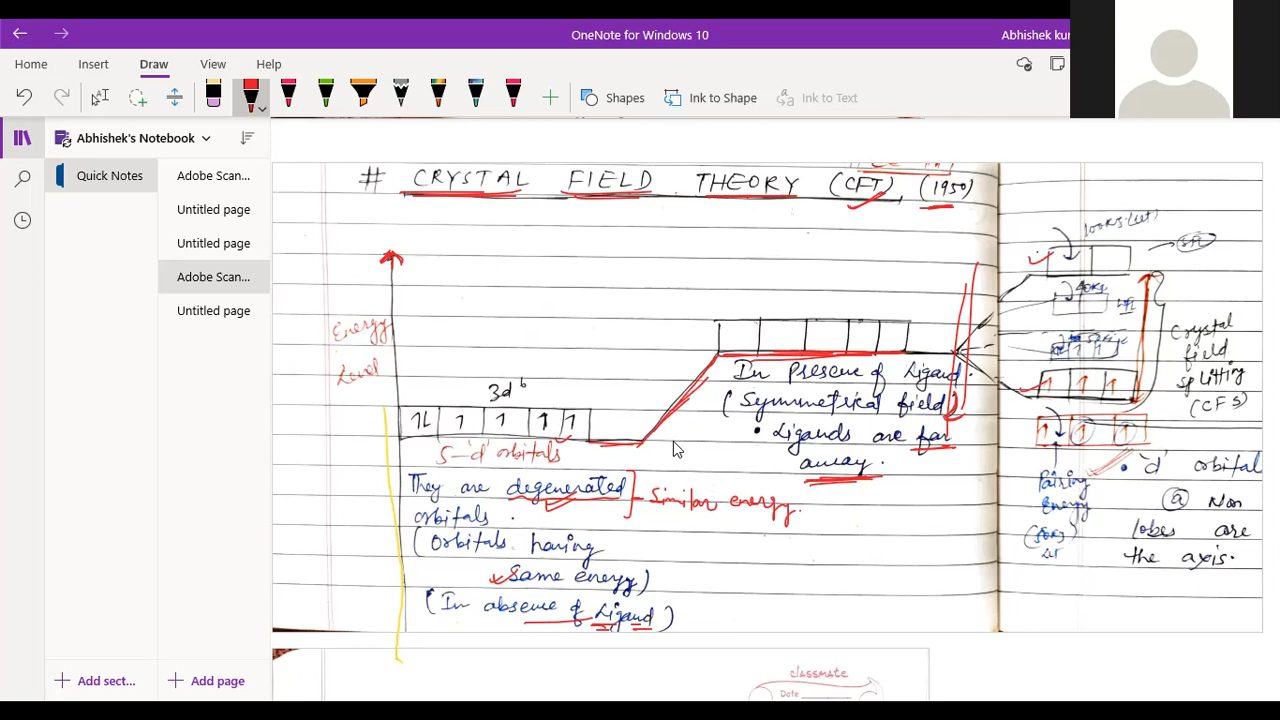 OneNote for Windows 10
Abhishek kur
Home
Insert
Draw
View
Help
Shapes
Ink to Shape
Ink to Text
Abhishek's Notebook
Quick Notes
Adobe Scan...
Untitled page
Untitled page
Adobe Scan...
Untitled page
Add sect...
Add page
# CRYSTAL FIELD THEORY (CFT), (1950)
Energy
Level
3d6
5-'d' orbitals
They are degenerated
orbitals.
(Orbitals having
Same energy)
(In absence of Ligand)
Similar energy.
In Presence of Ligand.
(Symmetrical field)
• Ligands are far
away.
Crystal
field
splitting
(CFS)
Pairing
Energy
• 'd' orbital
(a) Non
lobes are
the axis.
classmate
Date